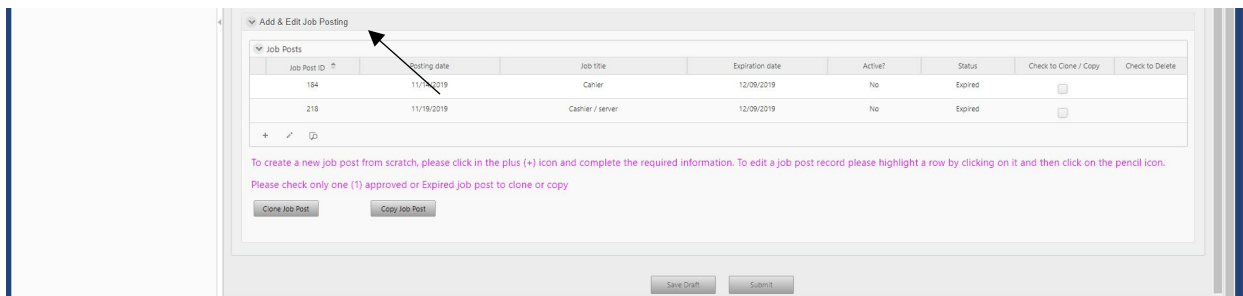 Add & Edit Job Posting
Job Posts
Job Post ID Posting date Job title Expiration date Active? Status Check to Clone / Copy Check to Delete
184 11/14/2019 Cahier 12/09/2019 No Expired
218 11/19/2019 Cashier / server 12/09/2019 No Expired
To create a new job post from scratch, please click in the plus (+) icon and complete the required information. To edit a job post record please highlight a row by clicking on it and then click on the pencil icon.
Please check only one (1) approved or Expired job post to clone or copy
Clone Job Post Copy Job Post
Save Draft Submit